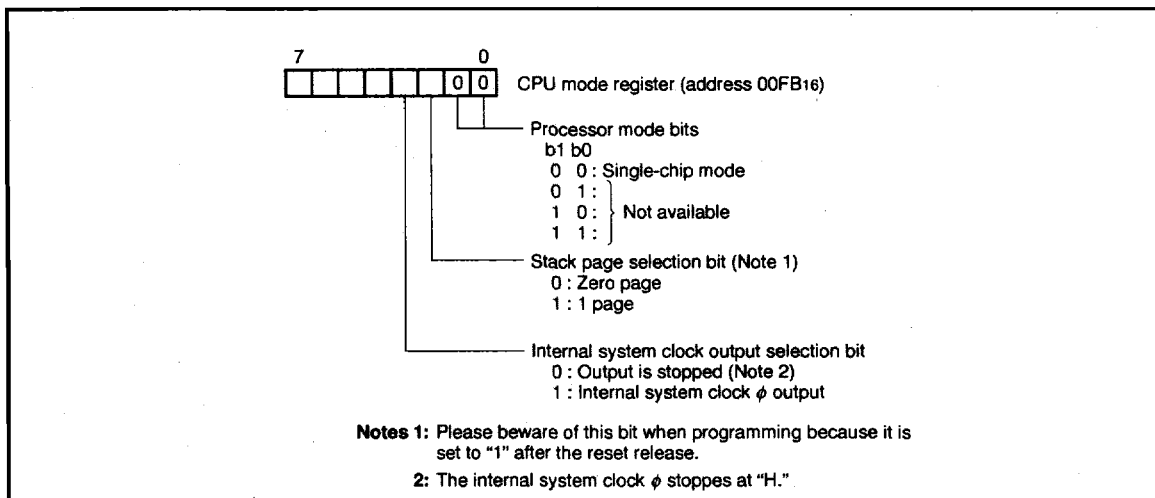 7 0
0 0 CPU mode register (address 00FB16)
Processor mode bits
b1 b0
0 0 : Single-chip mode
0 1 :
1 0 : Not available
1 1 :
Stack page selection bit (Note 1)
0 : Zero page
1 : 1 page
Internal system clock output selection bit
0 : Output is stopped (Note 2)
1 : Internal system clock ϕ output
Notes 1: Please beware of this bit when programming because it is
set to “1” after the reset release.
2: The internal system clock ϕ stoppes at “H.”